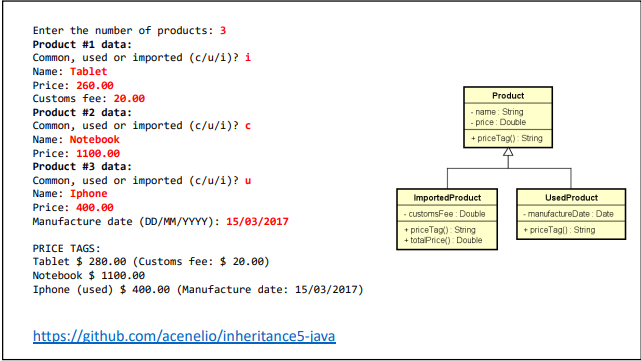 Enter the number of products: 3
Product #1 data:
Common, used or imported (c/u/i)? i
Name: Tablet
Price: 260.00
Customs fee: 20.00
Product #2 data:
Common, used or imported (c/u/i)? c
Name: Notebook
Price: 1100.00
Product #3 data:
Common, used or imported (c/u/i)? u
Name: Iphone
Price: 400.00
Manufacture date (DD/MM/YYYY): 15/03/2017
PRICE TAGS:
Tablet $ 280.00 (Customs fee: $ 20.00)
Notebook $ 1100.00
Iphone (used) $ 400.00 (Manufacture date: 15/03/2017)
https://github.com/acenelio/inheritance5-java
Product
- name : String
- price : Double
+ priceTag() : String
ImportedProduct
- customsFee : Double
+ priceTag() : String
+ totalPrice() : Double
UsedProduct
- manufactureDate : Date
+ priceTag() : String